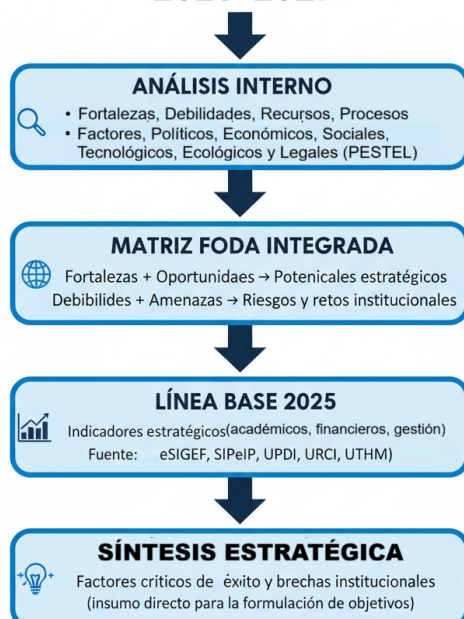 ANÁLISIS INTERNO
• Fortalezas, Debilidades, Recursos, Procesos
• Factores, Políticos, Económicos, Sociales,
Tecnológicos, Ecológicos y Legales (PESTEL)
MATRIZ FODA INTEGRADA
Fortalezas + Oportunidaes → Potenicales estratégicos
Debibilides + Amenazas → Riesgos y retos institucionales
LÍNEA BASE 2025
Indicadores estratégicos(académicos, financieros, gestión)
Fuente: eSIGEF, SIPeIP, UPDI, URCI, UTHM)
SÍNTESIS ESTRATÉGICA
Factores criticos de éxito y brechas institucionales
(insumo directo para la formulación de objetivos)